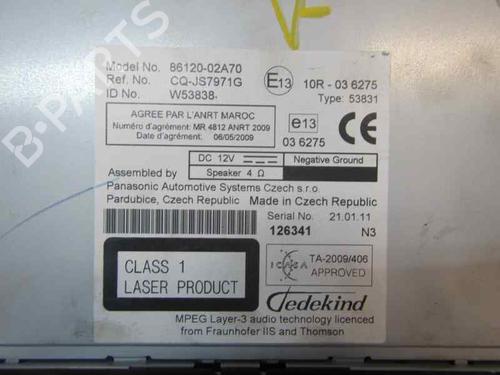 B-PARTS
Model No. 86120-02A70
Ref. No. CQ-JS7971G
ID No. W53838-
E13 10R - 03 6275
Type: 53831
AGREE PAR L'ANRT MAROC
Numéro d'agrément: MR 4812 ANRT 2009
Date d'agrément: 06/05/2009
e13
03 6275
CE
DC 12V Negative Ground
Speaker 4 Ω
Assembled by
Panasonic Automotive Systems Czech s.r.o.
Pardubice, Czech Republic Made in Czech Republic
Serial No. 21.01.11
126341 N3
CLASS 1
LASER PRODUCT
ICASA
TA-2009/406
APPROVED
Dedekind
MPEG Layer-3 audio technology licenced
from Fraunhofer IIS and Thomson